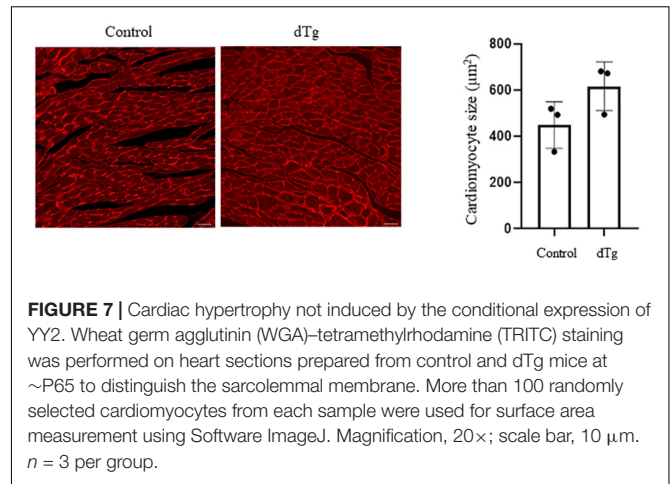 Control dTg
800
600
400
200
0
Cardiomyocyte size (μm²)
Control dTg
FIGURE 7 | Cardiac hypertrophy not induced by the conditional expression of
YY2. Wheat germ agglutinin (WGA)–tetramethylrhodamine (TRITC) staining
was performed on heart sections prepared from control and dTg mice at
∼P65 to distinguish the sarcolemmal membrane. More than 100 randomly
selected cardiomyocytes from each sample were used for surface area
measurement using Software ImageJ. Magnification, 20×; scale bar, 10 μm.
n = 3 per group.